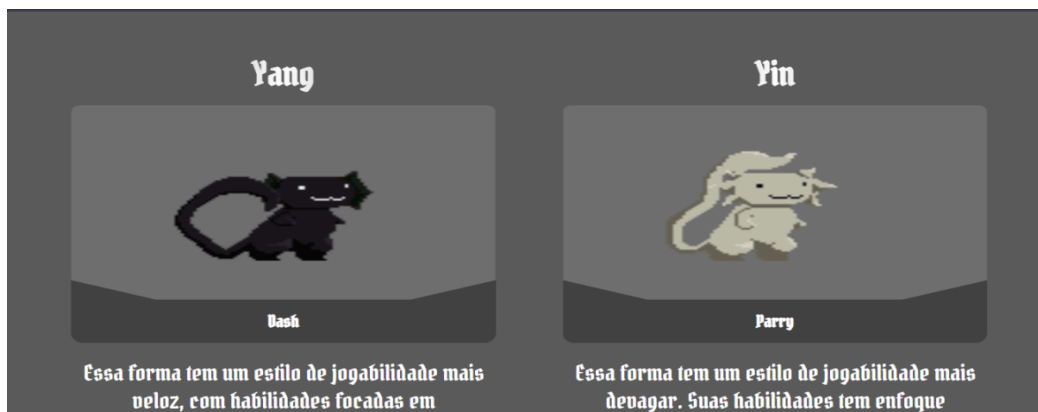 Yang
Dash
Essa forma tem um estilo de jogabilidade mais
veloz, com habilidades focadas em
Yin
Parry
Essa forma tem um estilo de jogabilidade mais
devagar. Suas habilidades tem enfoque